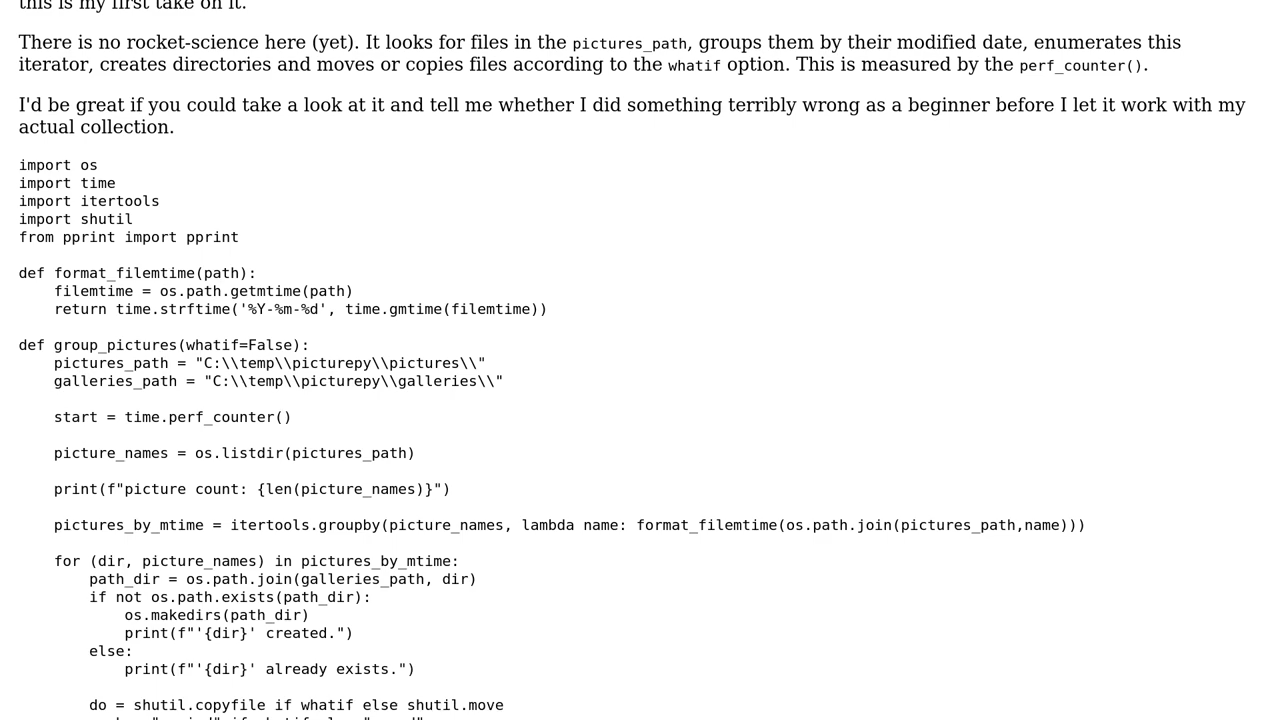 this is my first take on it.
There is no rocket-science here (yet). It looks for files in the pictures_path, groups them by their modified date, enumerates this
iterator, creates directories and moves or copies files according to the whatif option. This is measured by the perf_counter().
I'd be great if you could take a look at it and tell me whether I did something terribly wrong as a beginner before I let it work with my
actual collection.
import os
import time
import itertools
import shutil
from pprint import pprint
def format_filemtime(path):
    filemtime = os.path.getmtime(path)
    return time.strftime('%Y-%m-%d', time.gmtime(filemtime))
def group_pictures(whatif=False):
    pictures_path = "C:\\temp\\picturepy\\pictures\\"
    galleries_path = "C:\\temp\\picturepy\\galleries\\"
    start = time.perf_counter()
    picture_names = os.listdir(pictures_path)
    print(f"picture count: {len(picture_names)}")
    pictures_by_mtime = itertools.groupby(picture_names, lambda name: format_filemtime(os.path.join(pictures_path,name)))
    for (dir, picture_names) in pictures_by_mtime:
        path_dir = os.path.join(galleries_path, dir)
        if not os.path.exists(path_dir):
            os.makedirs(path_dir)
            print(f"'{dir}' created.")
        else:
            print(f"'{dir}' already exists.")
        do = shutil.copyfile if whatif else shutil.move